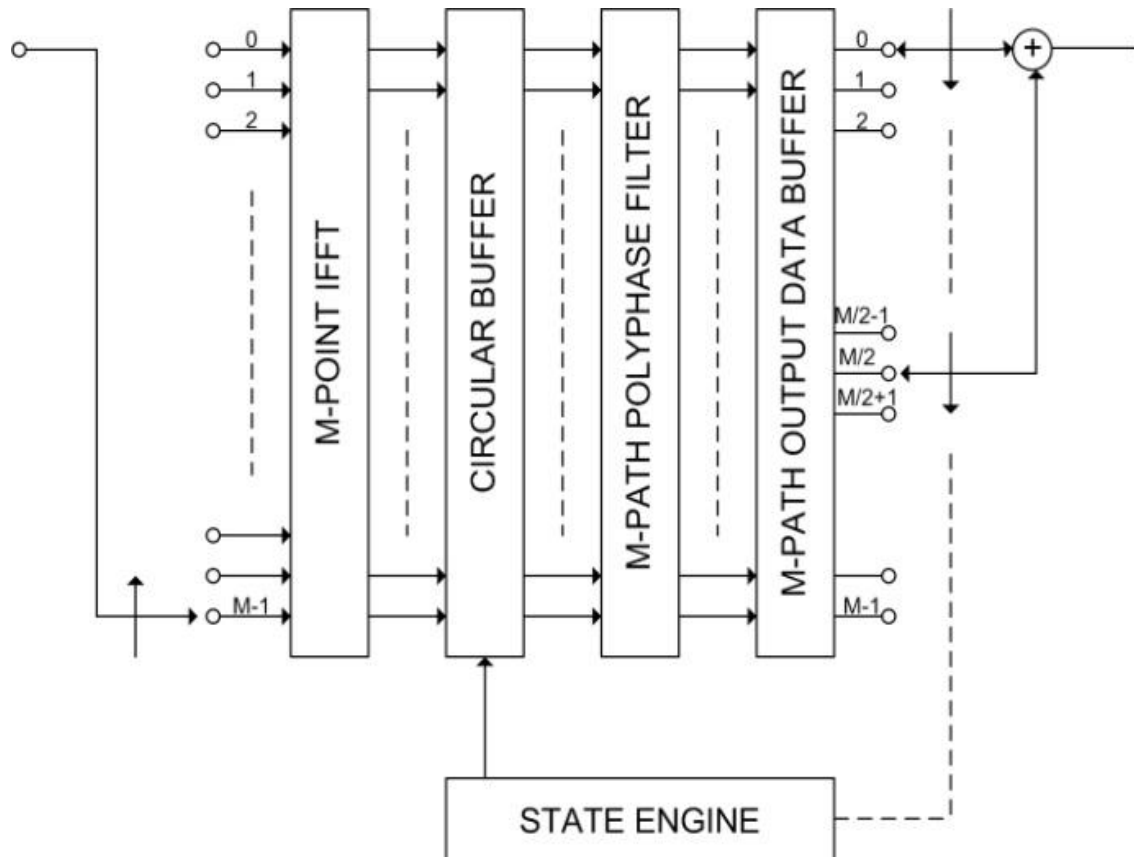 0
1
2
M-1
M-POINT IFFT
CIRCULAR BUFFER
M-PATH POLYPHASE FILTER
M-PATH OUTPUT DATA BUFFER
0
1
2
M/2-1
M/2
M/2+1
M-1
+
STATE ENGINE